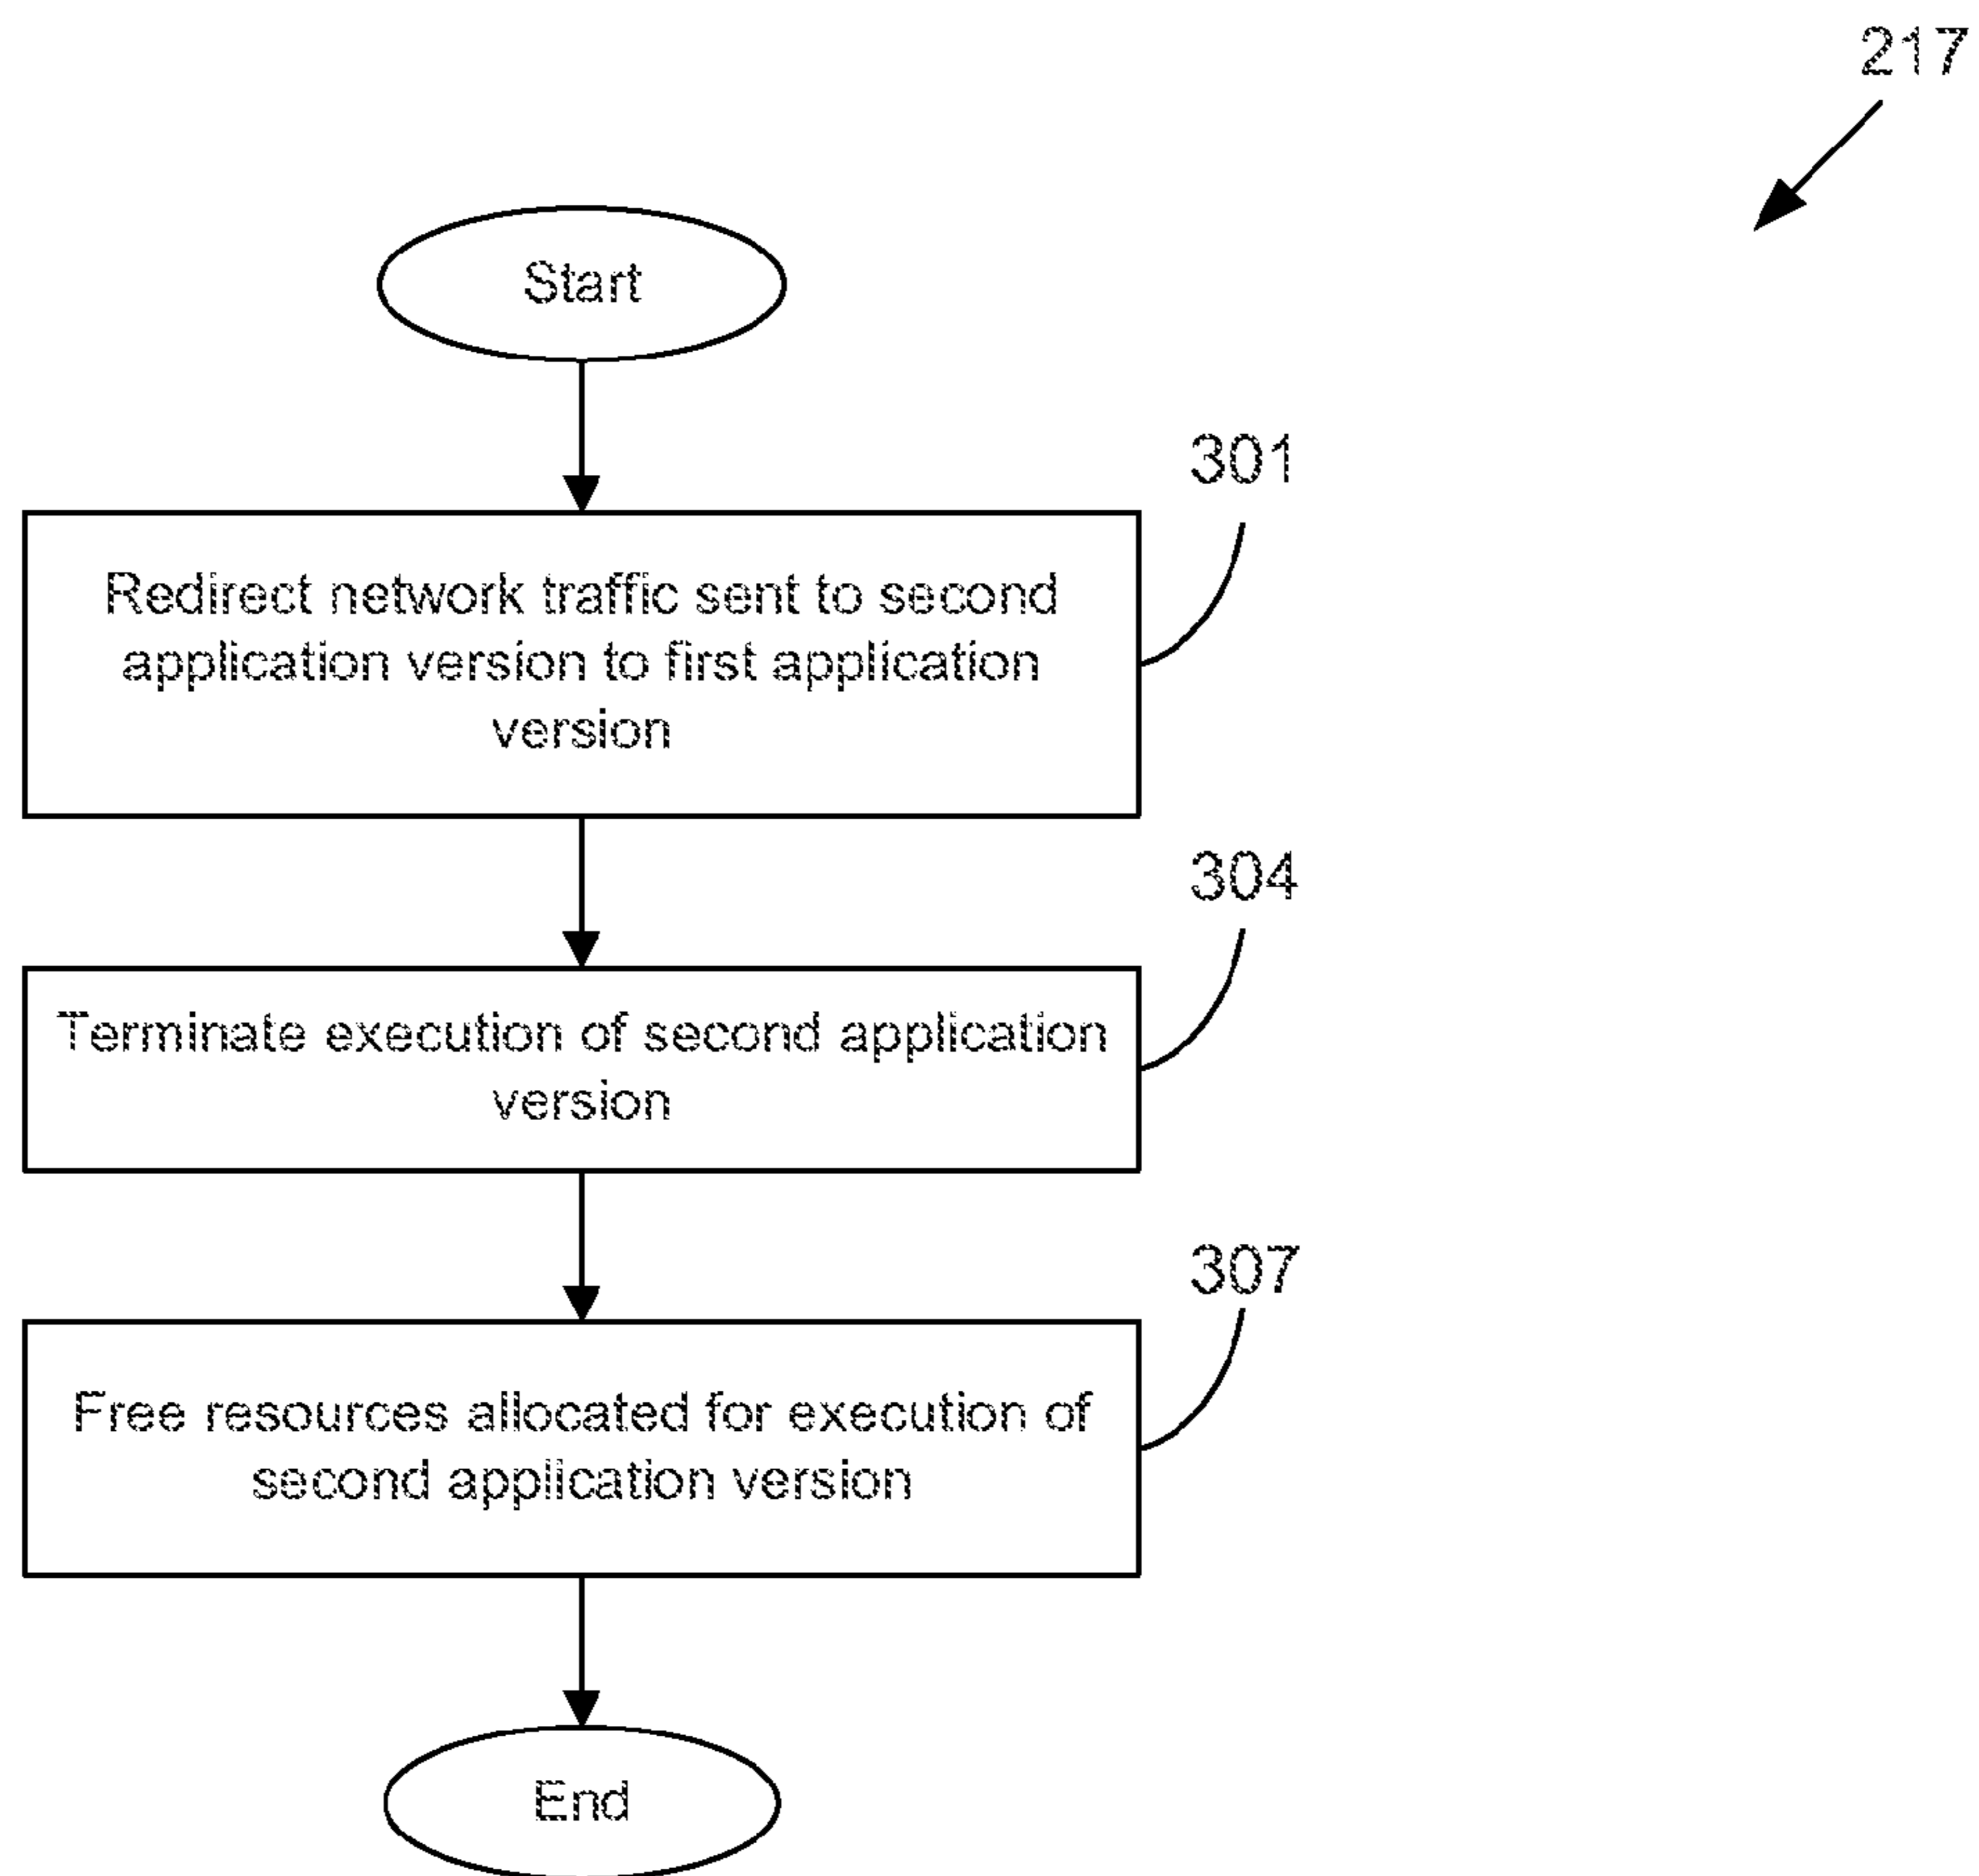 217
Start
301
Redirect network traffic sent to second
application version to first application
version
304
Terminate execution of second application
version
307
Free resources allocated for execution of
second application version
End